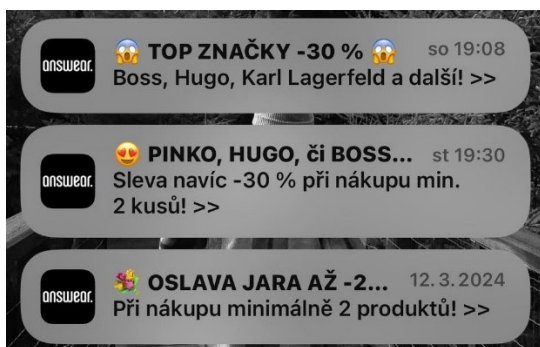 answear.
😱 TOP ZNAČKY -30 % 😱 so 19:08
Boss, Hugo, Karl Lagerfeld a další! >>
answear.
😍 PINKO, HUGO, či BOSS... st 19:30
Sleva navíc -30 % při nákupu min.
2 kusů! >>
answear.
💐 OSLAVA JARA AŽ -2... 12.3.2024
Při nákupu minimálně 2 produktů! >>